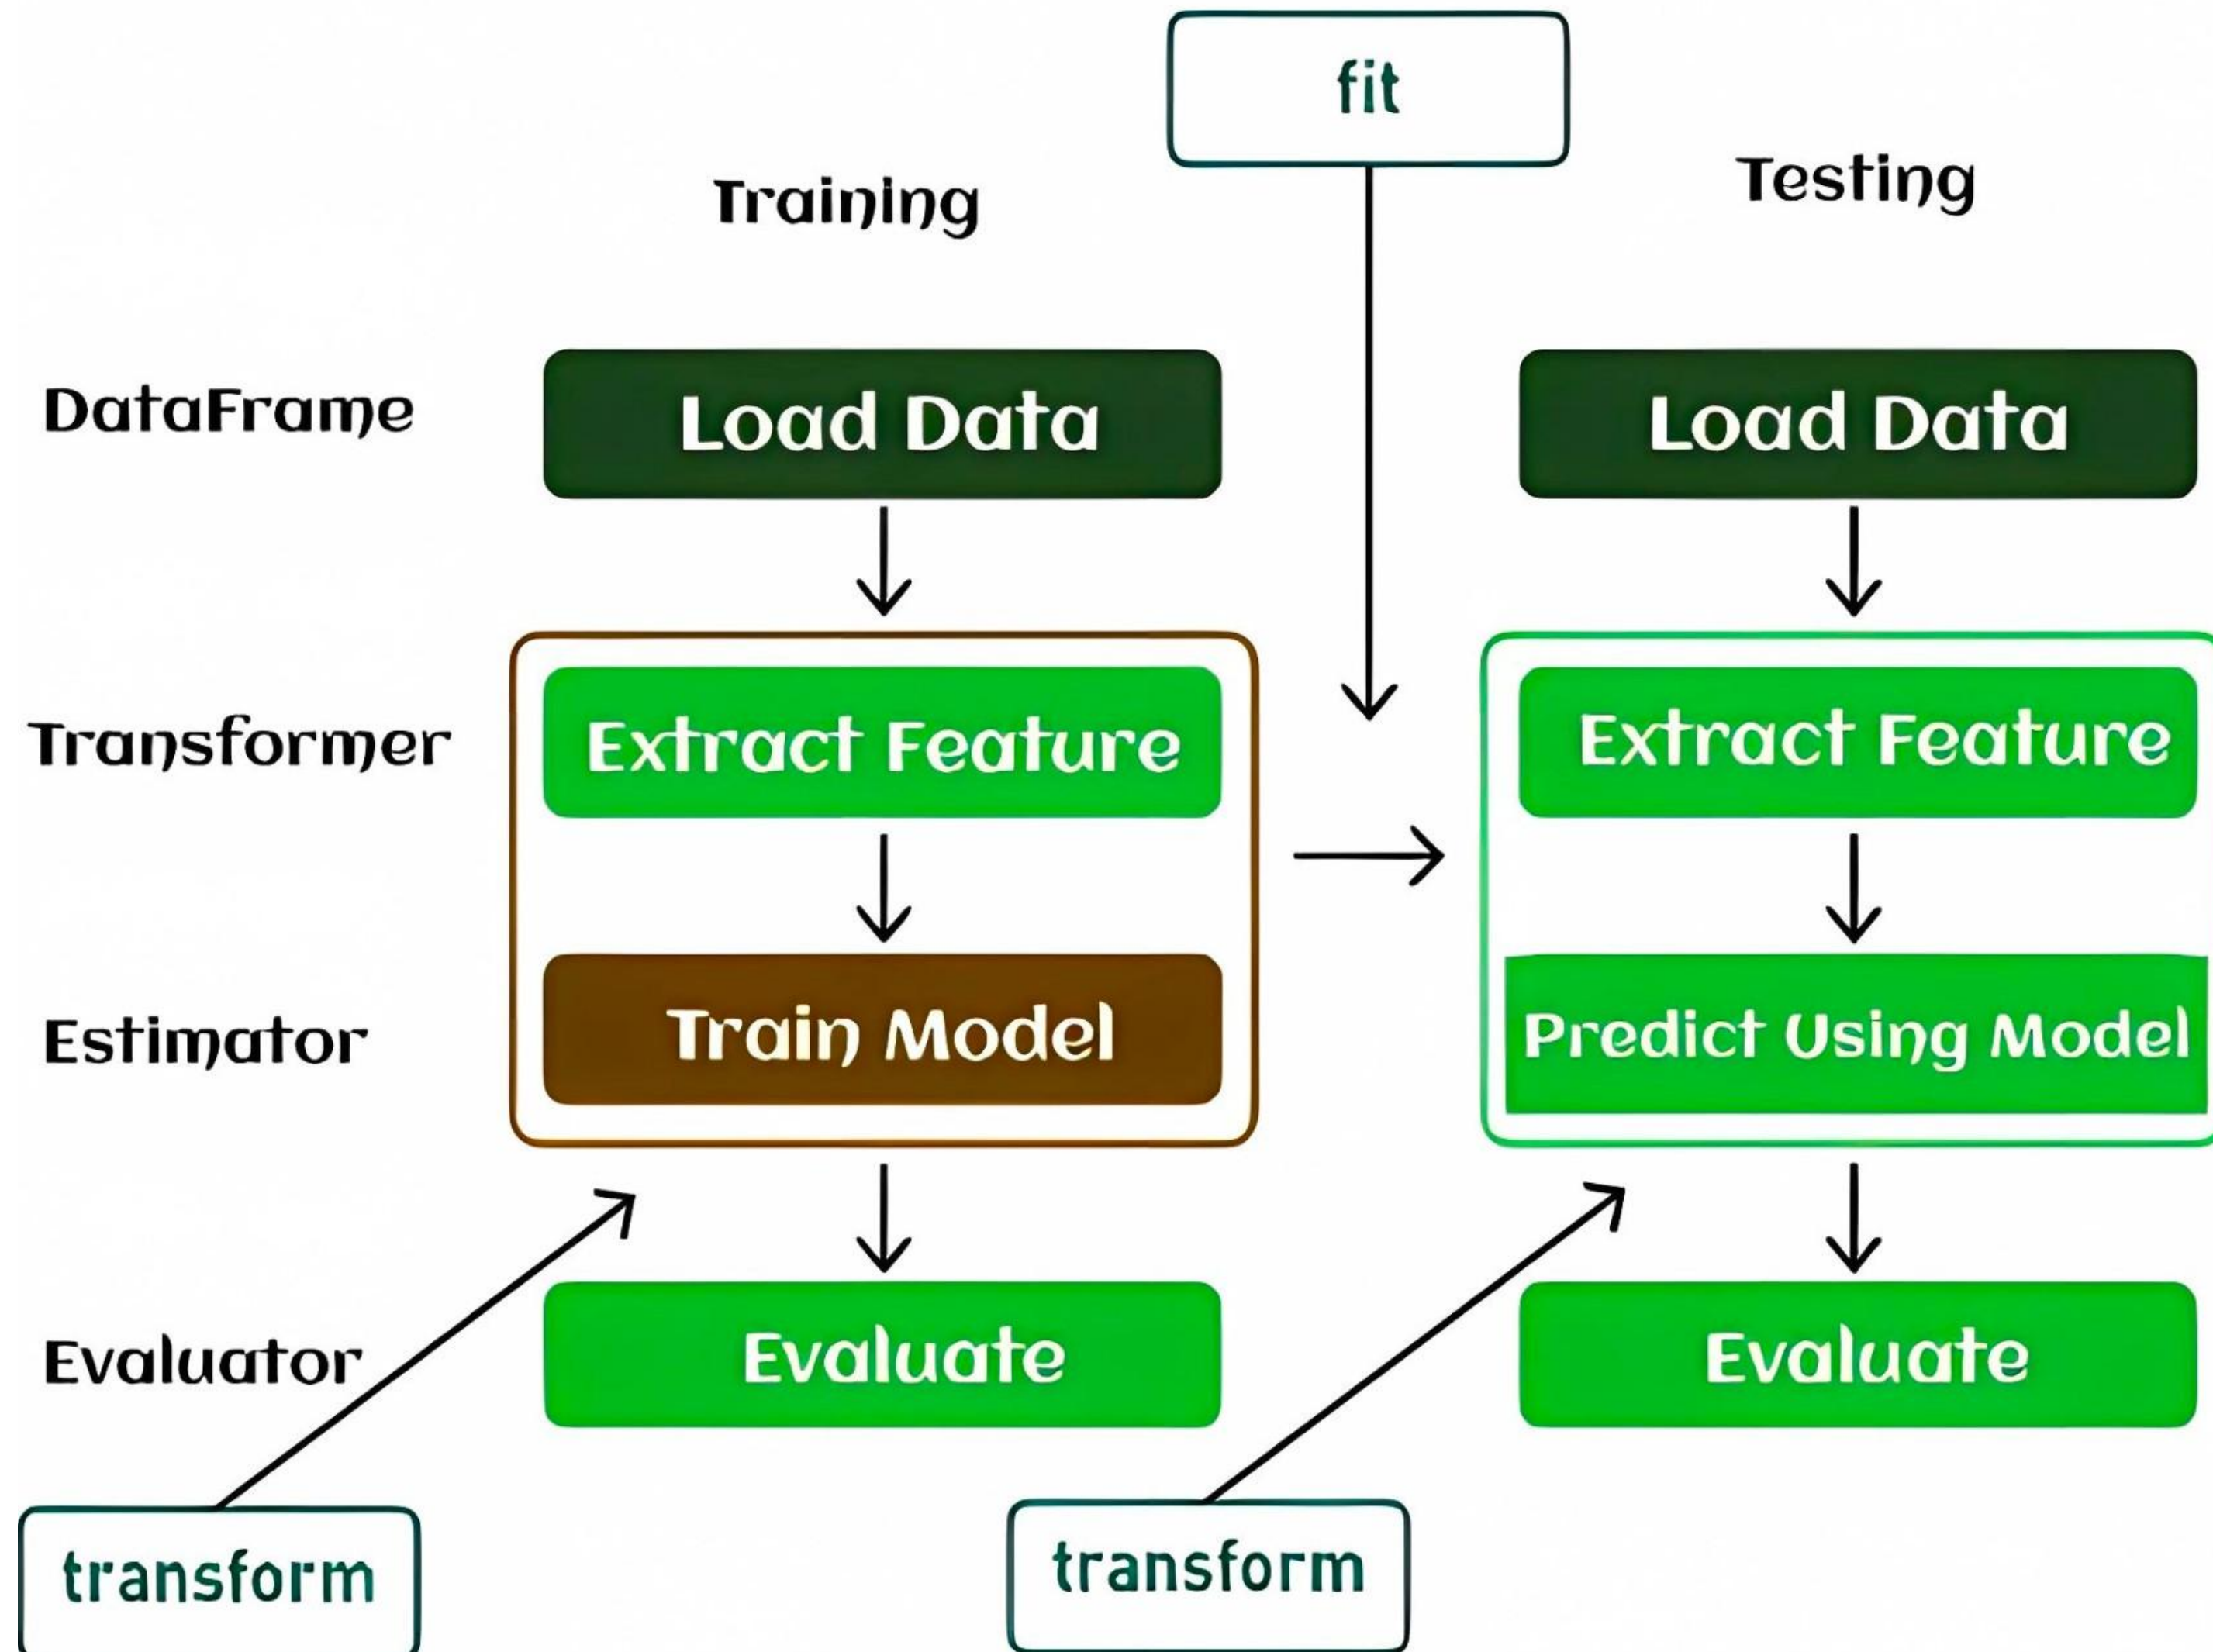 fit
Training
Testing
DataFrame
Load Data
Load Data
Transformer
Extract Feature
Extract Feature
Estimator
Train Model
Predict Using Model
Evaluator
Evaluate
Evaluate
transform
transform